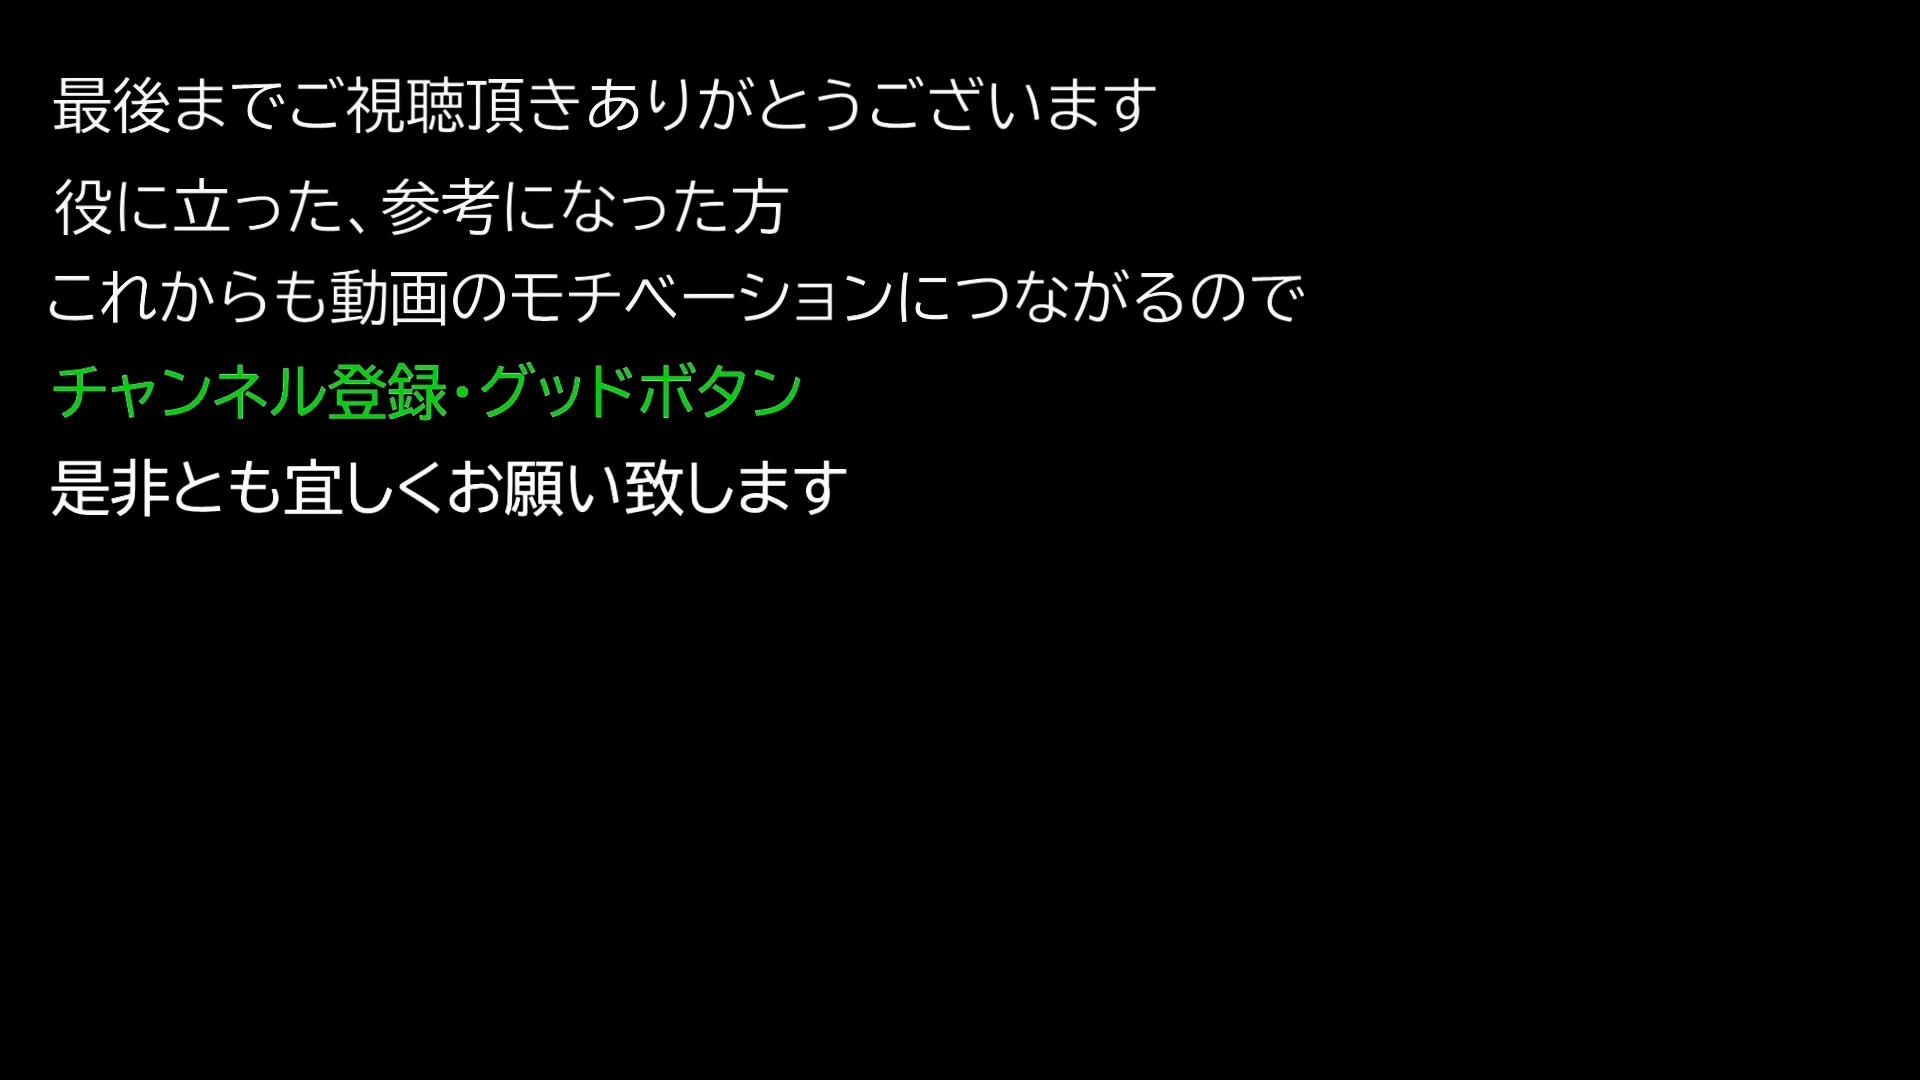 最後までご視聴頂きありがとうございます
役に立った、参考になった方
これからも動画のモチベーションにつながるので
チャンネル登録・グッドボタン
是非とも宜しくお願い致します